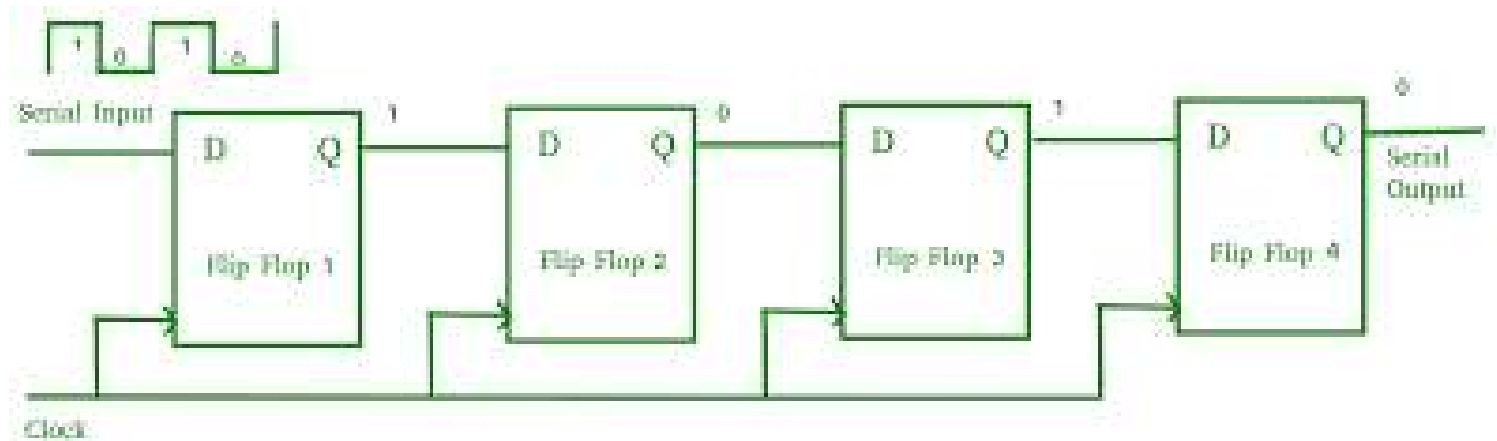 1 0 1 0
Serial Input
1
0
1
0
D Q
D Q
D Q
D Q
Serial
Output
Flip Flop 1
Flip Flop 2
Flip Flop 3
Flip Flop 4
Clock